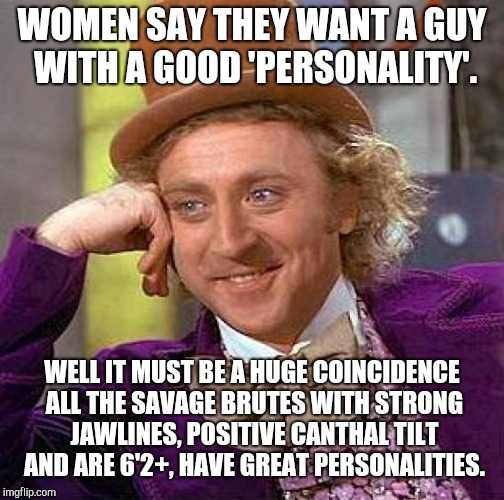 WOMEN SAY THEY WANT A GUY
WITH A GOOD 'PERSONALITY'.
WELL IT MUST BE A HUGE COINCIDENCE
ALL THE SAVAGE BRUTES WITH STRONG
JAWLINES, POSITIVE CANTHAL TILT
AND ARE 6'2+, HAVE GREAT PERSONALITIES.
imgflip.com